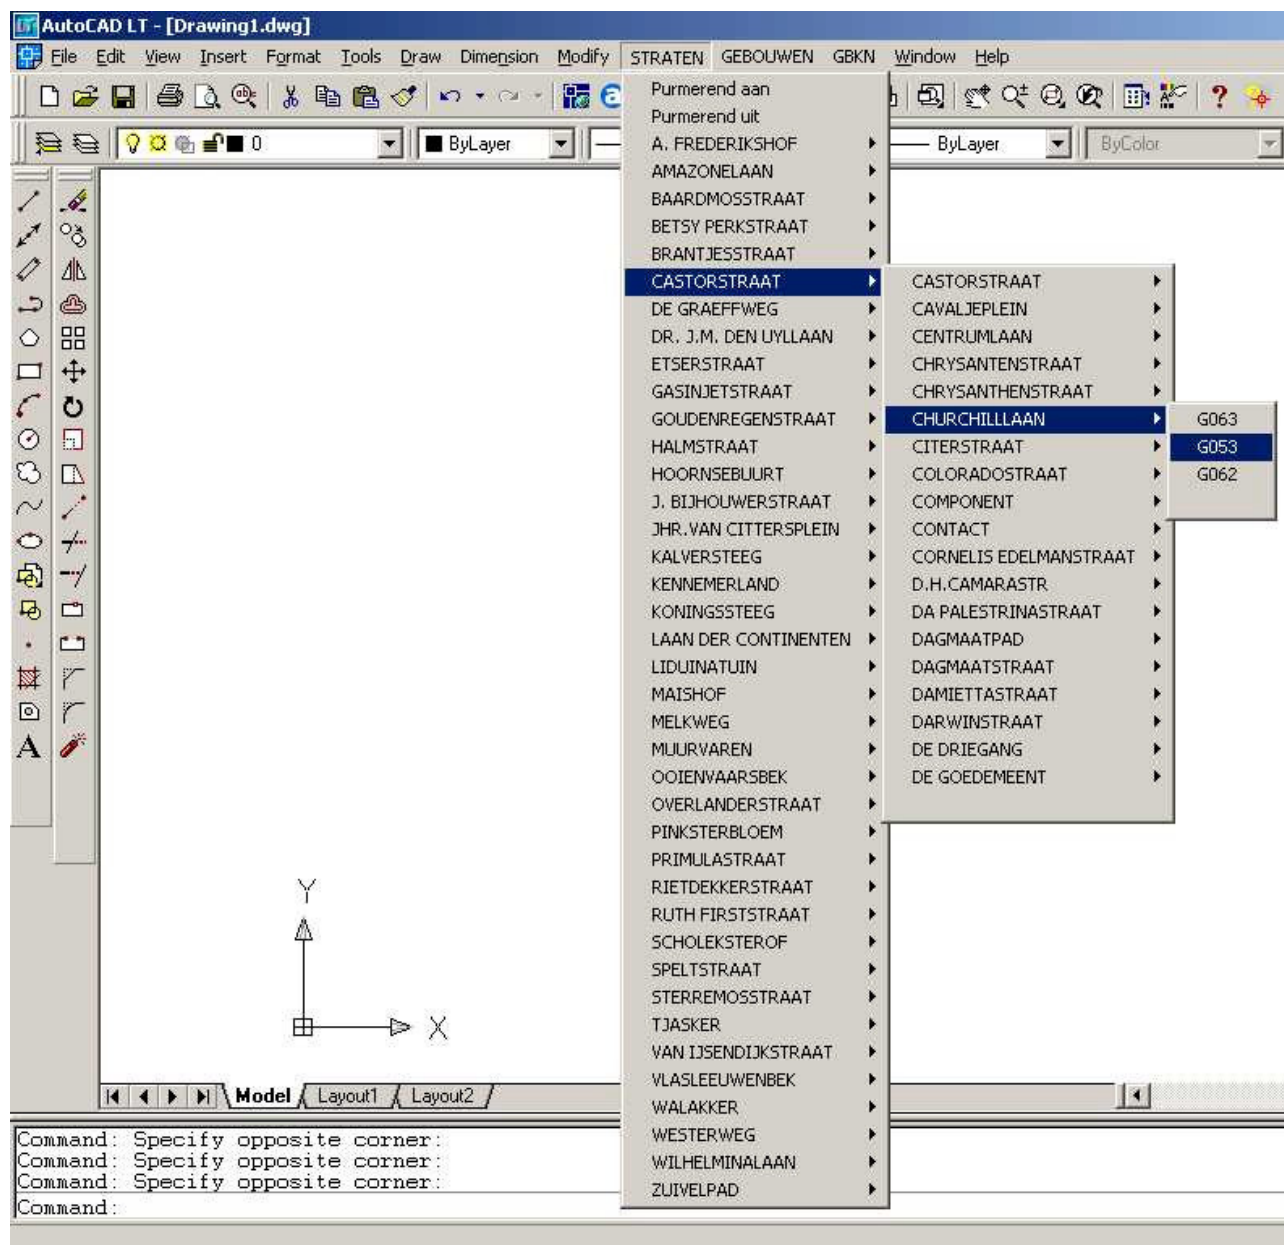 AutoCAD LT - [Drawing1.dwg]
File Edit View Insert Format Tools Draw Dimension Modify STRATEN GEBOUWEN GBKN Window Help
0 ByLayer ByLayer ByColor
Purmerend aan
Purmerend uit
A. FREDERIKSHOF
AMAZONELAAN
BAARDMOSSTRAAT
BETSY PERKSTRAAT
BRANTJESSTRAAT
CASTORSTRAAT
DE GRAEFFWEG
DR. J.M. DEN UYLLAAN
ETSERSTRAAT
GASINJETSTRAAT
GOUDENREGENSTRAAT
HALMSTRAAT
HOORNSEBUURT
J. BIJHOUWERSTRAAT
JHR.VAN CITTERSPLEIN
KALVERSTEEG
KENNEMERLAND
KONINGSSTEEG
LAAN DER CONTINENTEN
LIDUINATUIN
MAISHOF
MELKWEG
MUURVAREN
OOIENVAARSBEK
OVERLANDERSTRAAT
PINKSTERBLOEM
PRIMULASTRAAT
RIETDEKKERSTRAAT
RUTH FIRSTSTRAAT
SCHOLEKSTEROF
SPELTSTRAAT
STERREMOSSTRAAT
TJASKER
VAN IJSENDIJKSTRAAT
VLASLEEUWENBEK
WALAKKER
WESTERWEG
WILHELMINALAAN
ZUIVELPAD
CASTORSTRAAT
CAVALJEPLEIN
CENTRUMLAAN
CHRYSANTENSTRAAT
CHRYSANTHENSTRAAT
CHURCHILLLAAN
CITERSTRAAT
COLORADOSTRAAT
COMPONENT
CONTACT
CORNELIS EDELMANSTRAAT
D.H.CAMARASTR
DA PALESTRINASTRAAT
DAGMAATPAD
DAGMAATSTRAAT
DAMIETTASTRAAT
DARWINSTRAAT
DE DRIEGANG
DE GOEDEMEENT
G063
G053
G062
A
Y
X
Model Layout1 Layout2
Command: Specify opposite corner:
Command: Specify opposite corner:
Command: Specify opposite corner:
Command: